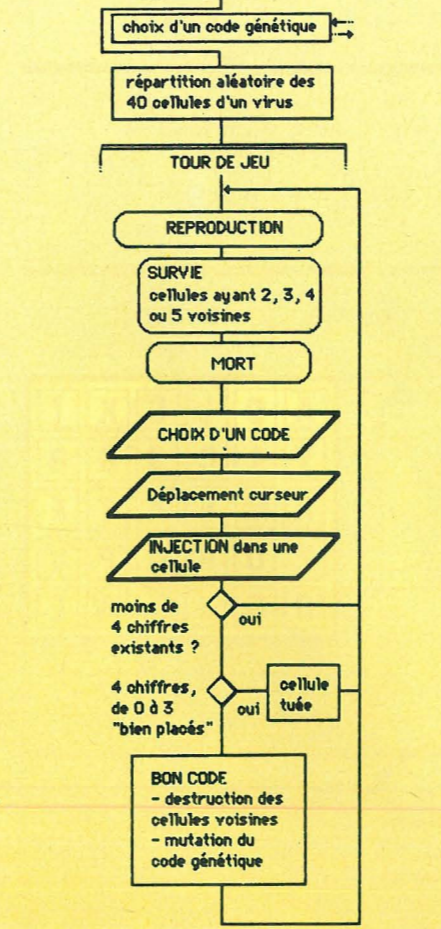 choix d'un code génétique
répartition aléatoire des
40 cellules d'un virus
TOUR DE JEU
REPRODUCTION
SURVIE
cellules ayant 2, 3, 4
ou 5 voisines
MORT
CHOIX D'UN CODE
Déplacement curseur
INJECTION dans une
cellule
moins de
4 chiffres
existants ?
oui
4 chiffres,
de 0 à 3
"bien placés"
oui
cellule
tuée
BON CODE
- destruction des
cellules voisines
- mutation du
code génétique